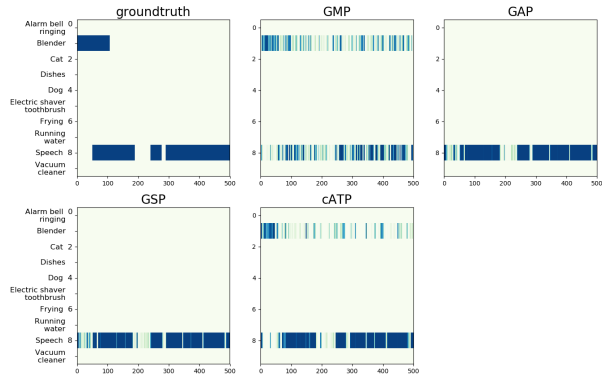 groundtruth
GMP
GAP
Alarm bell 0
ringing
Blender
Cat 2
Dishes
Dog 4
Electric shaver
toothbrush
Frying 6
Running
water
Speech 8
Vacuum
cleaner
0 100 200 300 400 500
0
2
4
6
8
0 100 200 300 400 500
0
2
4
6
8
0 100 200 300 400 500
GSP
cATP
Alarm bell 0
ringing
Blender
Cat 2
Dishes
Dog 4
Electric shaver
toothbrush
Frying 6
Running
water
Speech 8
Vacuum
cleaner
0 100 200 300 400 500
0
2
4
6
8
0 100 200 300 400 500